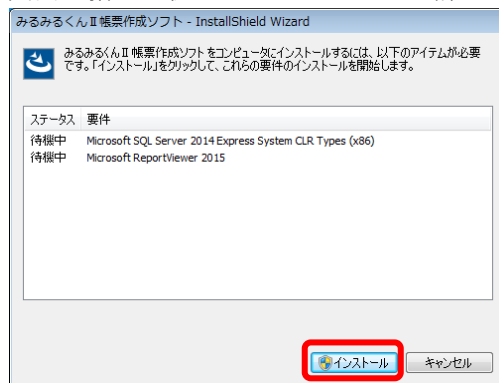 みるみるくんⅡ帳票作成ソフト - InstallShield Wizard
みるみるくんⅡ 帳票作成ソフト をコンピュータにインストールするには、以下のアイテムが必要
です。「インストール」をクリックして、これらの要件のインストールを開始します。
ステータス 要件
待機中 Microsoft SQL Server 2014 Express System CLR Types (x86)
待機中 Microsoft ReportViewer 2015
インストール キャンセル